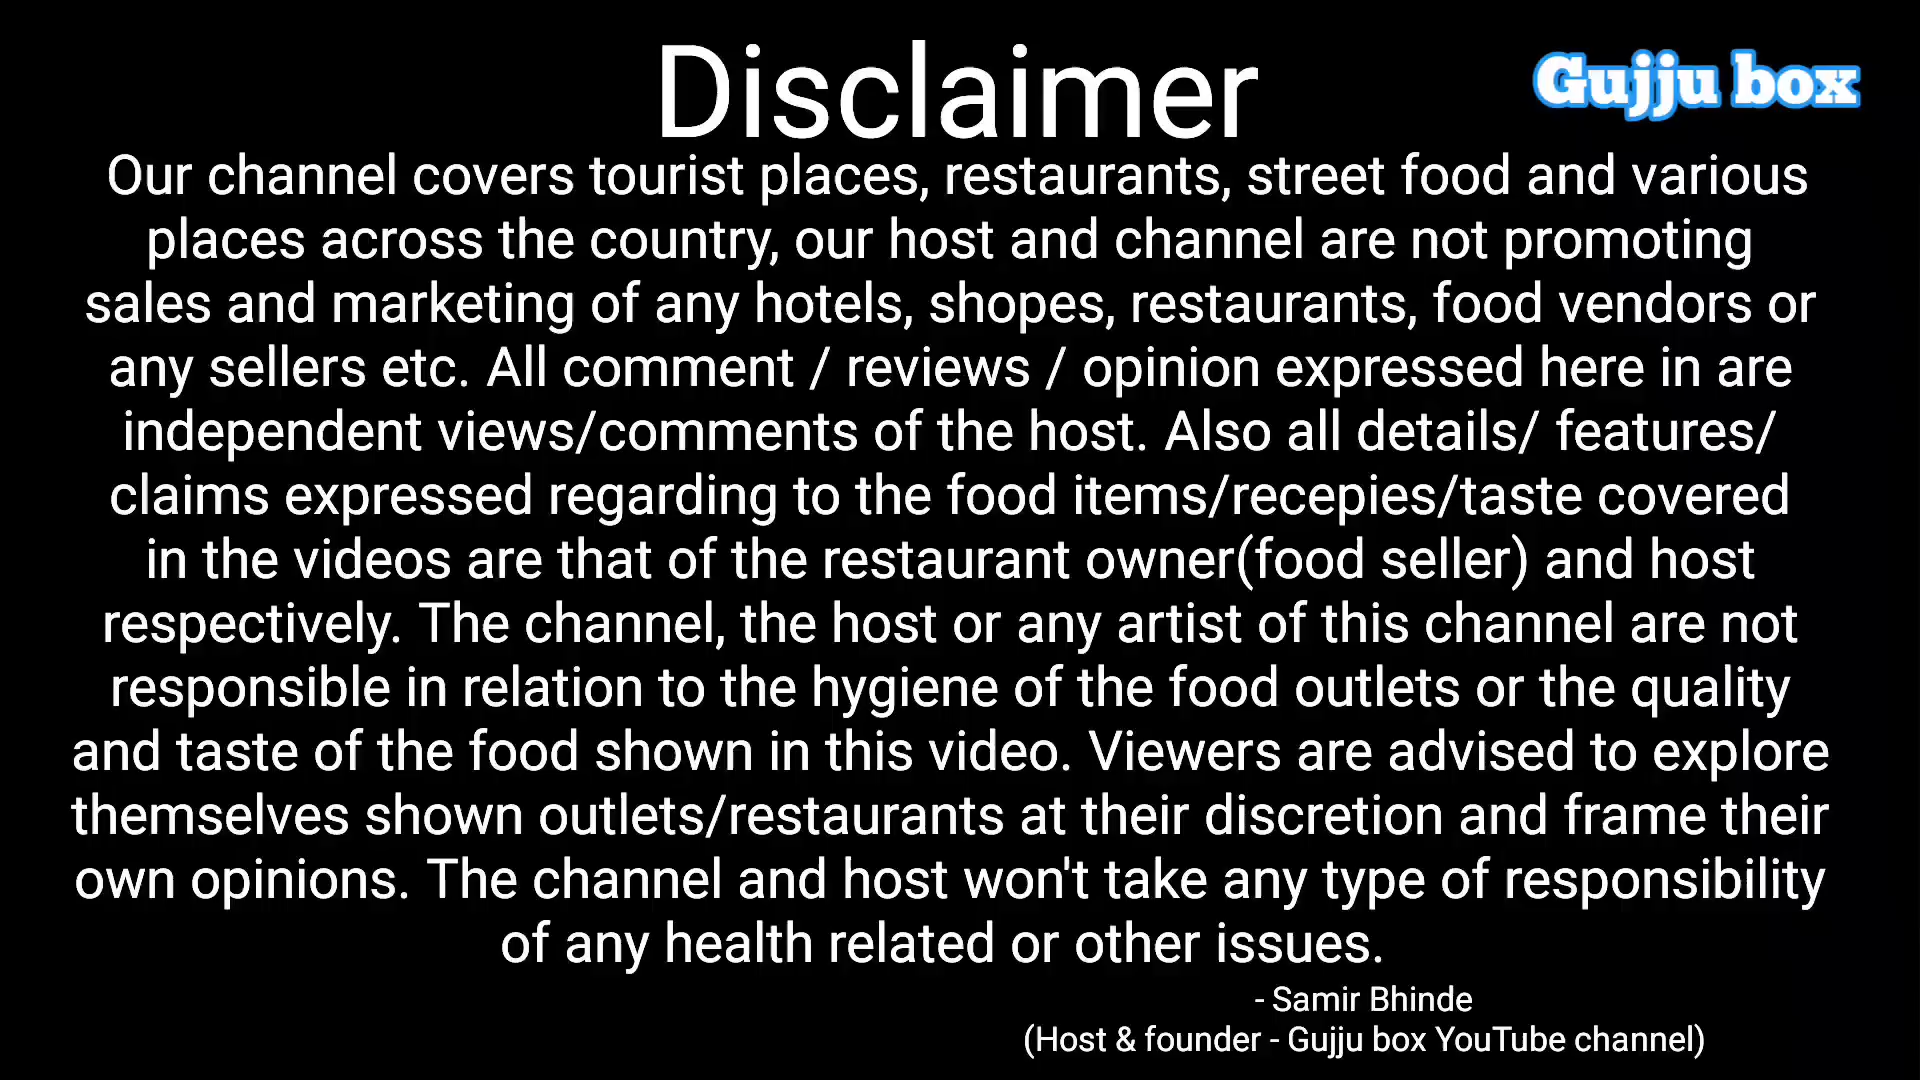 Disclaimer
Gujju box
Our channel covers tourist places, restaurants, street food and various
places across the country, our host and channel are not promoting
sales and marketing of any hotels, shopes, restaurants, food vendors or
any sellers etc. All comment / reviews / opinion expressed here in are
independent views/comments of the host. Also all details/ features/
claims expressed regarding to the food items/recepies/taste covered
in the videos are that of the restaurant owner(food seller) and host
respectively. The channel, the host or any artist of this channel are not
responsible in relation to the hygiene of the food outlets or the quality
and taste of the food shown in this video. Viewers are advised to explore
themselves shown outlets/restaurants at their discretion and frame their
own opinions. The channel and host won't take any type of responsibility
of any health related or other issues.
- Samir Bhinde
(Host & founder - Gujju box YouTube channel)